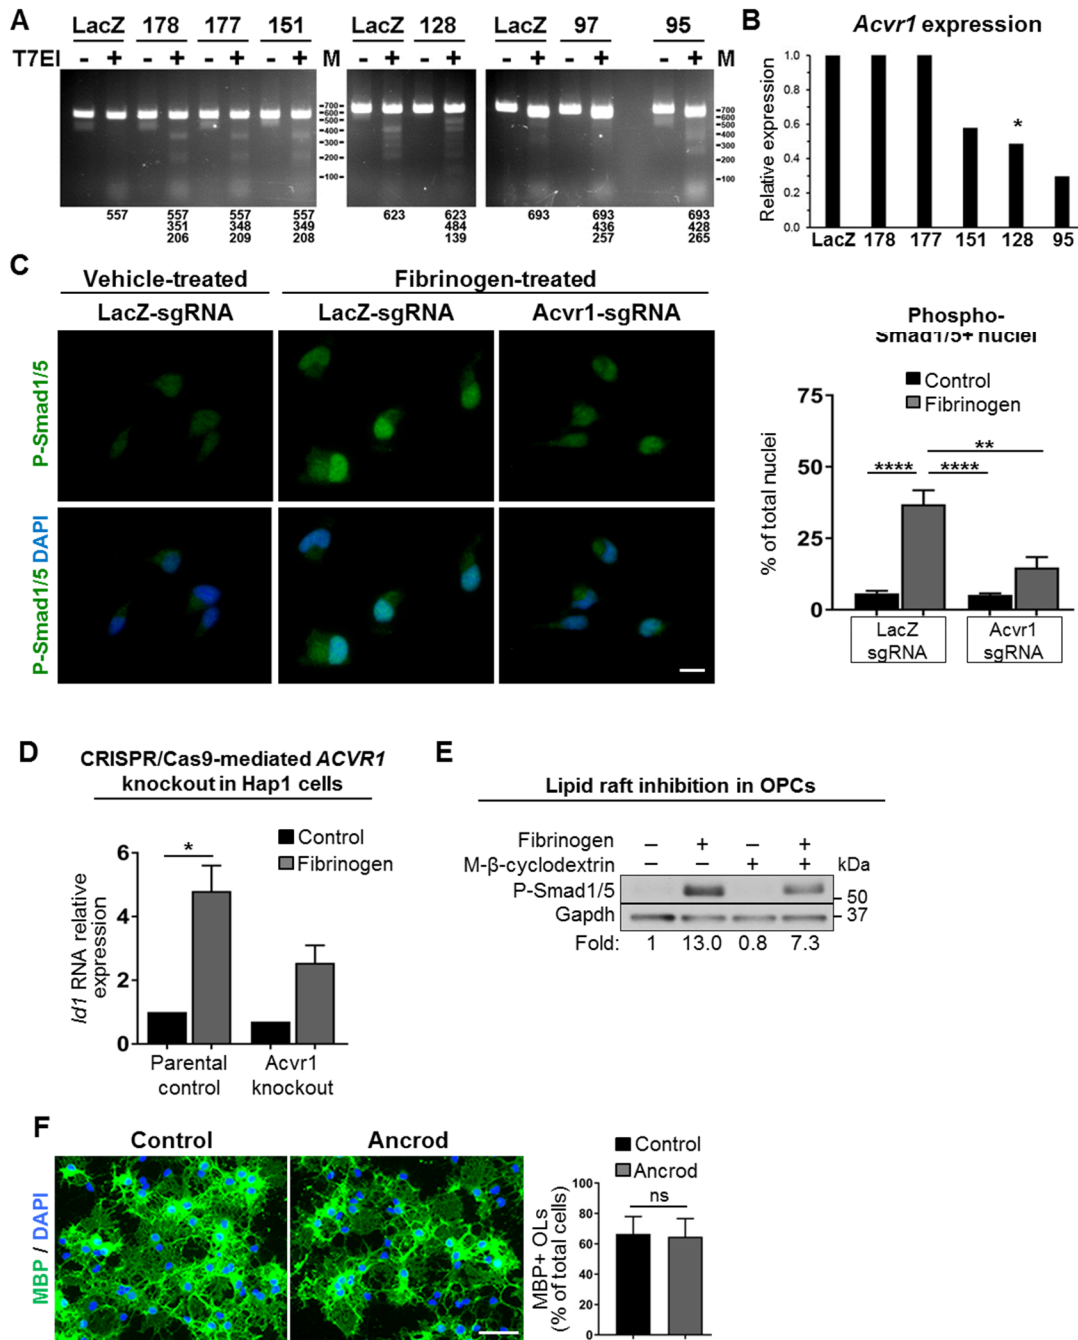 A
LacZ 178 177 151 LacZ 128 LacZ 97 95
T7EI - + - + - + - + M - + - + - + - + - + M
700
600
500
400
300
200
100
700
600
500
400
300
200
100
557 557 557 557 623 623 693 693 693
351 348 349 484 436 428
206 209 208 139 257 265
B
Acvr1 expression
Relative expression
1.0
0.8
0.6
0.4
0.2
0.0
*
LacZ 178 177 151 128 95
C
Vehicle-treated Fibrinogen-treated
LacZ-sgRNA LacZ-sgRNA Acvr1-sgRNA
P-Smad1/5
P-Smad1/5 DAPI
Phospho-
Smad1/5+ nuclei
Control
Fibrinogen
% of total nuclei
75
50
25
0
**
**** ****
LacZ Acvr1
sgRNA sgRNA
D
CRISPR/Cas9-mediated ACVR1
knockout in Hap1 cells
Control
Fibrinogen
Id1 RNA relative
expression
6
4
2
0
*
Parental Acvr1
control knockout
E
Lipid raft inhibition in OPCs
Fibrinogen – + – +
M-β-cyclodextrin – – + + kDa
P-Smad1/5 50
Gapdh 37
Fold: 1 13.0 0.8 7.3
F
Control Ancrod
MBP / DAPI
Control
Ancrod
MBP+ OLs
(% of total cells)
100
80
60
40
20
0
ns